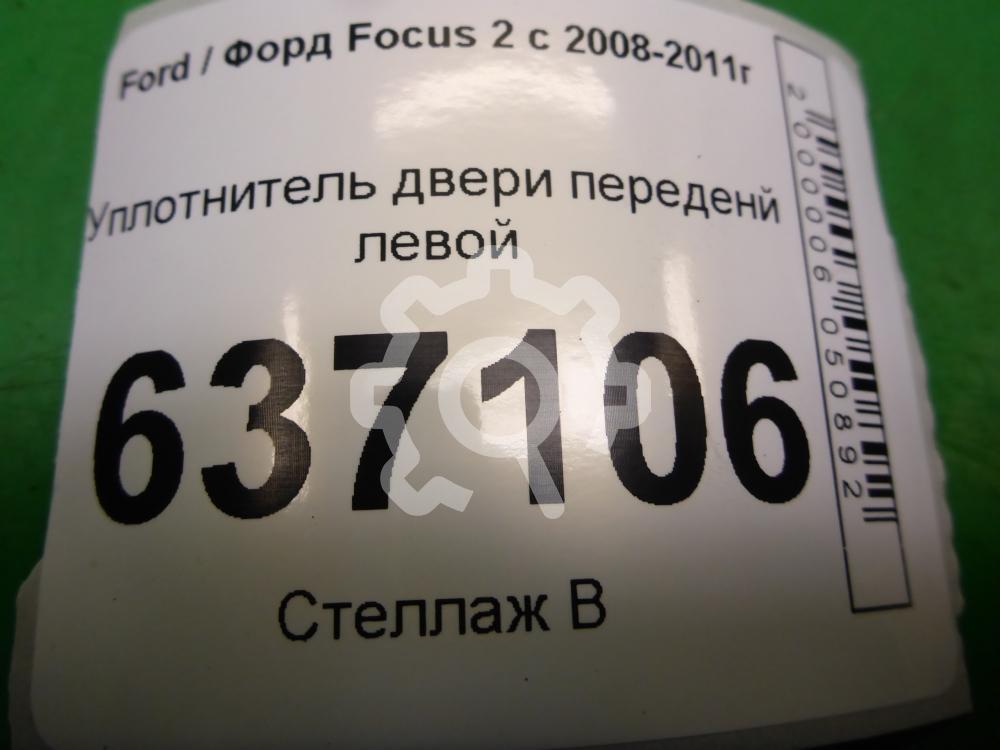 Ford / Форд Focus 2 с 2008-2011г
Уплотнитель двери переденй
левой
637106
Стеллаж В
2000006050892